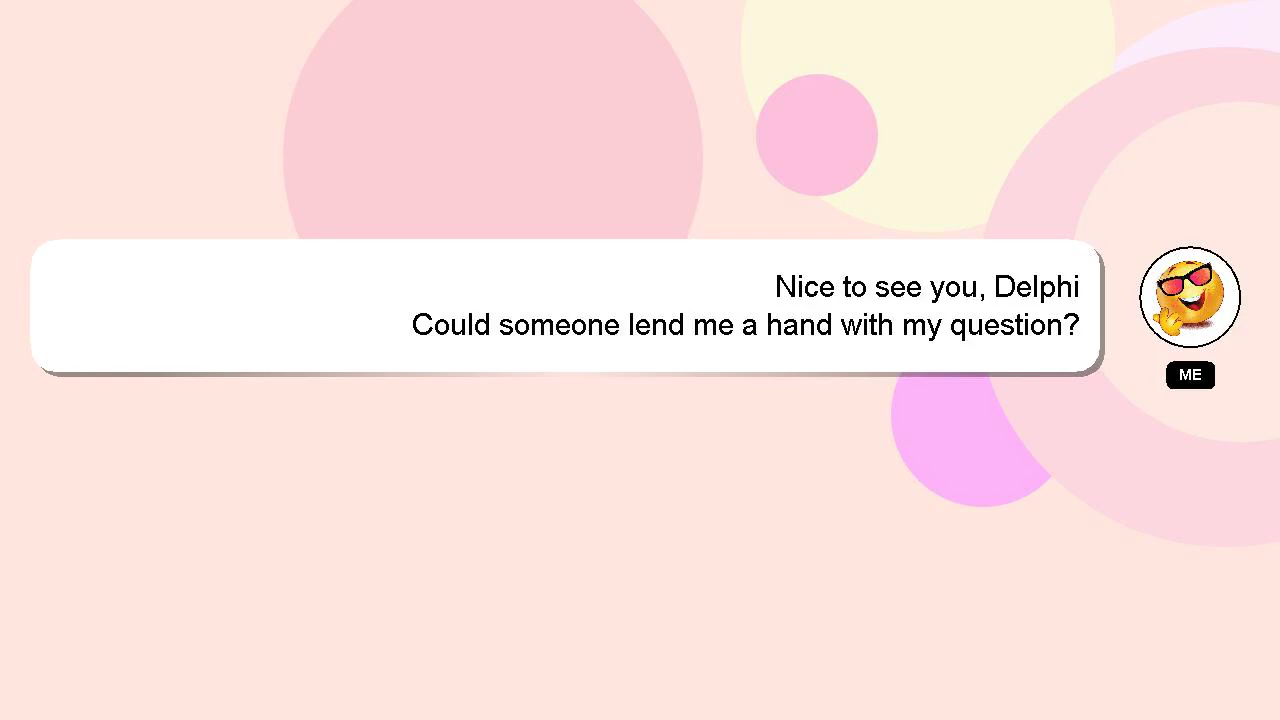 Nice to see you, Delphi
Could someone lend me a hand with my question?
ME